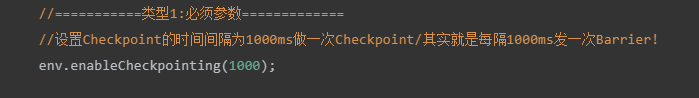 //===========类型1:必须参数=============
//设置Checkpoint的时间间隔为1000ms做一次Checkpoint/其实就是每隔1000ms发一次Barrier!
env.enableCheckpointing(1000);